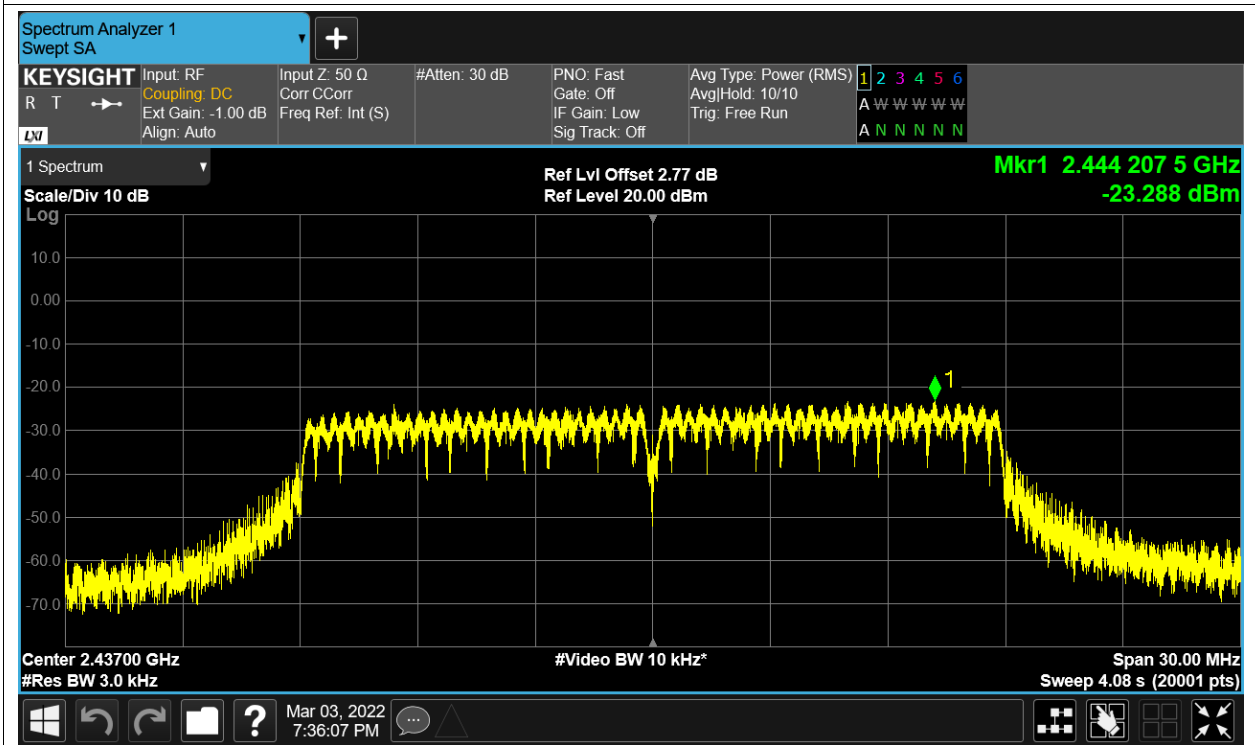 Spectrum Analyzer 1
Swept SA
KEYSIGHT
R T
LXI
Input: RF
Coupling: DC
Ext Gain: -1.00 dB
Align: Auto
Input Z: 50 Ω
Corr CCorr
Freq Ref: Int (S)
#Atten: 30 dB
PNO: Fast
Gate: Off
IF Gain: Low
Sig Track: Off
Avg Type: Power (RMS)
Avg|Hold: 10/10
Trig: Free Run
1 2 3 4 5 6
A W W W W W
A N N N N N
1 Spectrum
Scale/Div 10 dB
Log
Ref Lvl Offset 2.77 dB
Ref Level 20.00 dBm
Mkr1 2.444 207 5 GHz
-23.288 dBm
10.0
0.00
-10.0
-20.0
-30.0
-40.0
-50.0
-60.0
-70.0
1
Center 2.43700 GHz
#Res BW 3.0 kHz
#Video BW 10 kHz*
Span 30.00 MHz
Sweep 4.08 s (20001 pts)
?
Mar 03, 2022
7:36:07 PM